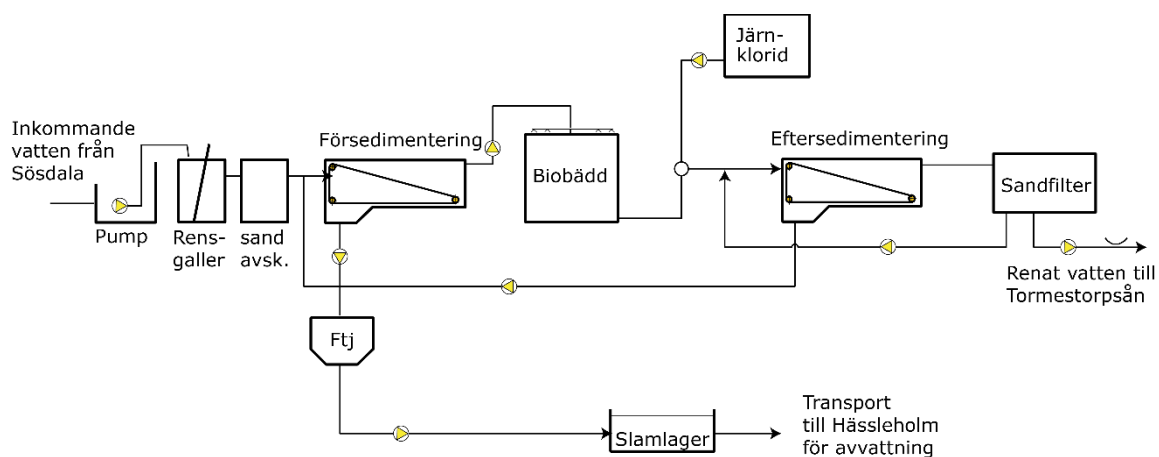 Inkommande
vatten från
Sösdala
Pump
Rens-
galler
sand
avsk.
Försedimentering
Biobädd
Järn-
klorid
Eftersedimentering
Sandfilter
Renat vatten till
Tormestorpsån
Ftj
Slamlager
Transport
till Hässleholm
för avvattning